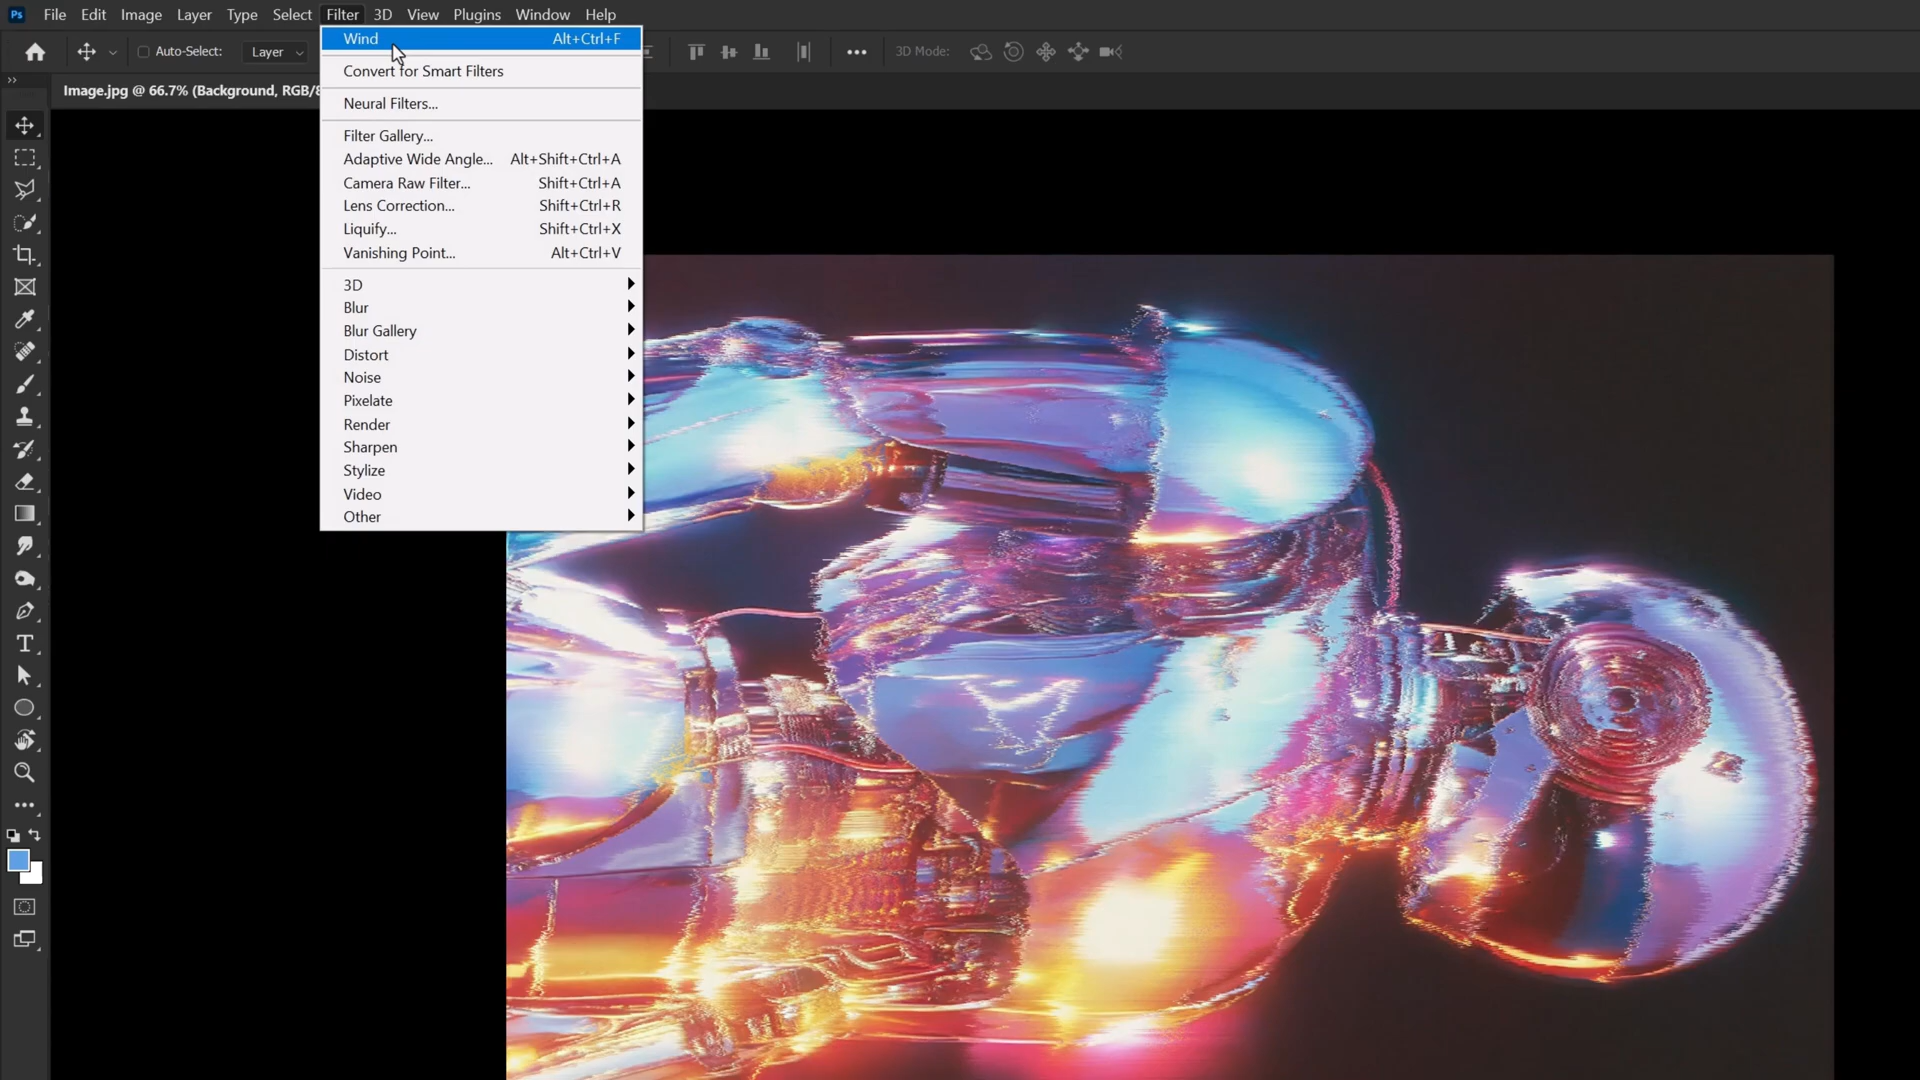 Ps File Edit Image Layer Type Select Filter 3D View Plugins Window Help
Auto-Select: Layer 3D Mode:
Image.jpg @ 66.7% (Background, RGB/8
Wind Alt+Ctrl+F
Convert for Smart Filters
Neural Filters...
Filter Gallery...
Adaptive Wide Angle... Alt+Shift+Ctrl+A
Camera Raw Filter... Shift+Ctrl+A
Lens Correction... Shift+Ctrl+R
Liquify... Shift+Ctrl+X
Vanishing Point... Alt+Ctrl+V
3D
Blur
Blur Gallery
Distort
Noise
Pixelate
Render
Sharpen
Stylize
Video
Other